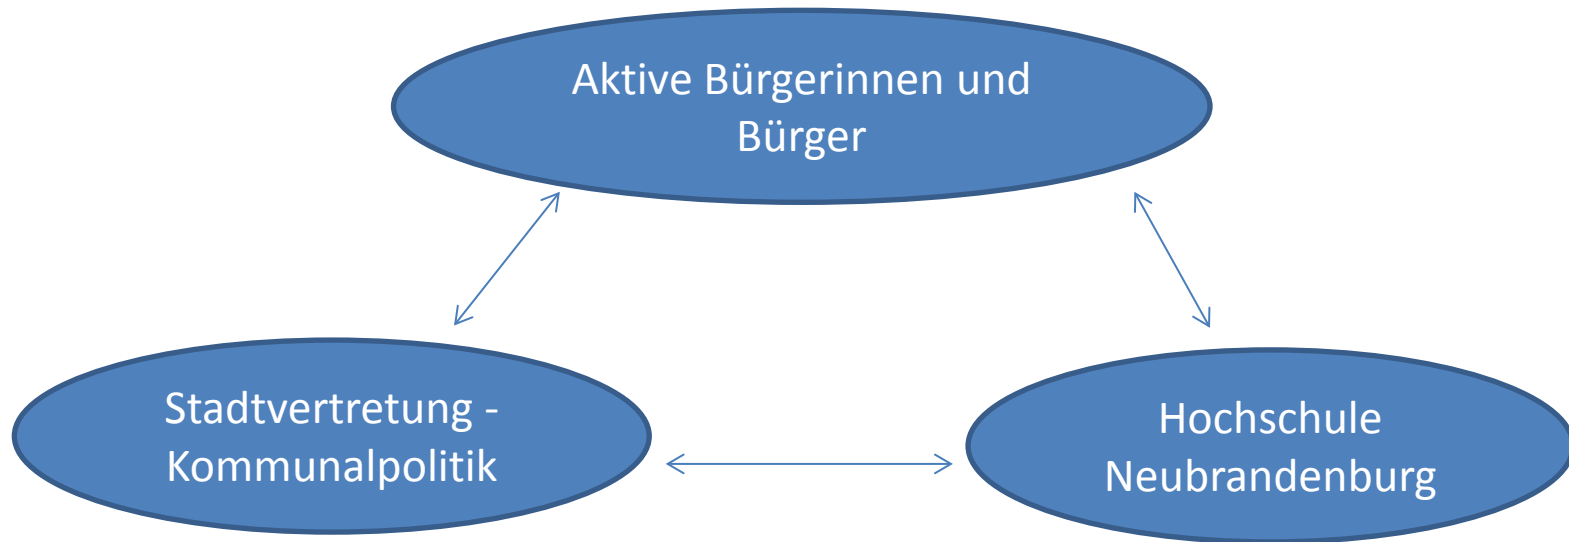 Aktive Bürgerinnen und
Bürger
Stadtvertretung -
Kommunalpolitik
Hochschule
Neubrandenburg